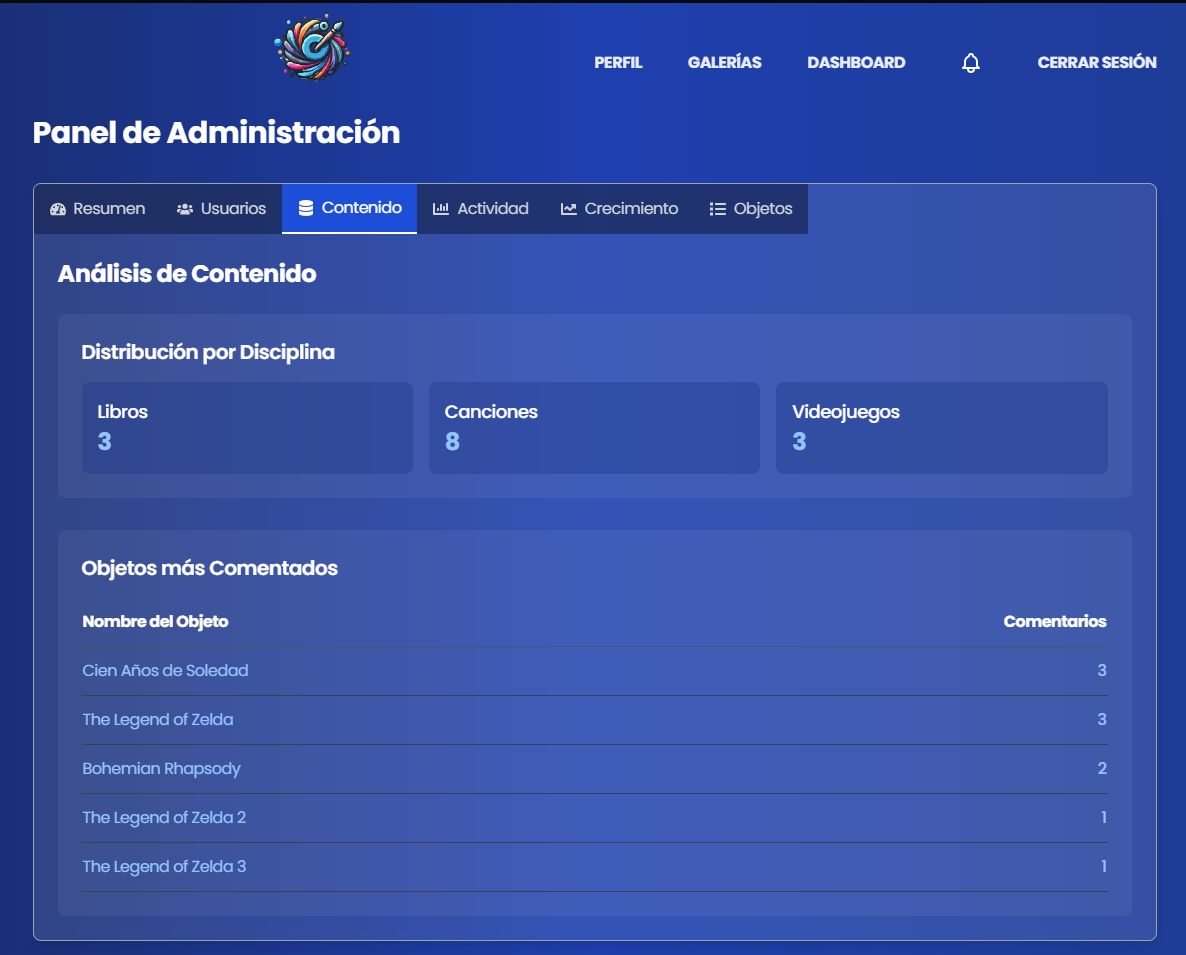 PERFIL GALERÍAS DASHBOARD CERRAR SESIÓN
Panel de Administración
Resumen Usuarios Contenido Actividad Crecimiento Objetos
Análisis de Contenido
Distribución por Disciplina
Libros Canciones Videojuegos
3 8 3
Objetos más Comentados
Nombre del Objeto Comentarios
Cien Años de Soledad 3
The Legend of Zelda 3
Bohemian Rhapsody 2
The Legend of Zelda 2 1
The Legend of Zelda 3 1